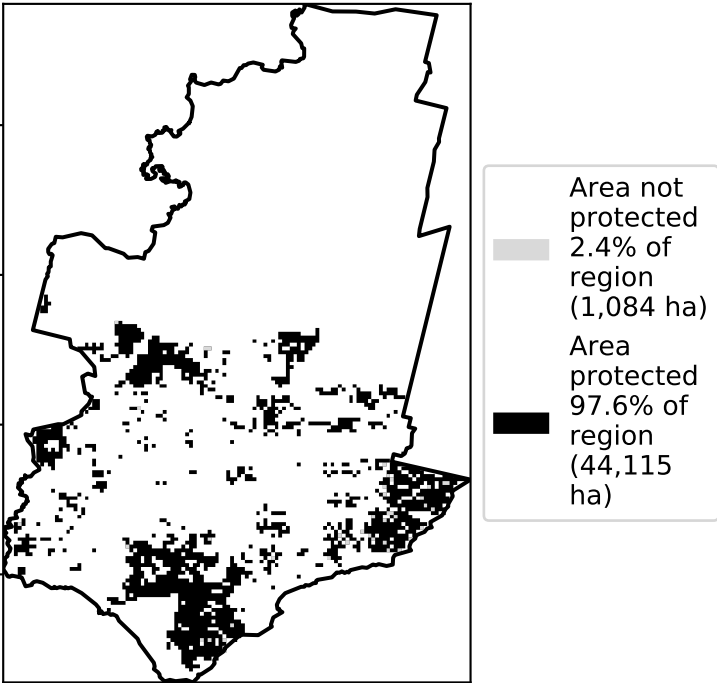 Area not
protected
2.4% of
region
(1,084 ha)
Area
protected
97.6% of
region
(44,115
ha)